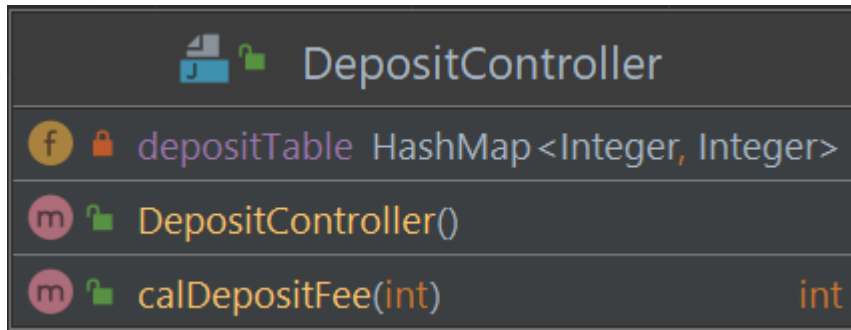 DepositController
depositTable HashMap<Integer, Integer>
DepositController()
calDepositFee(int) int